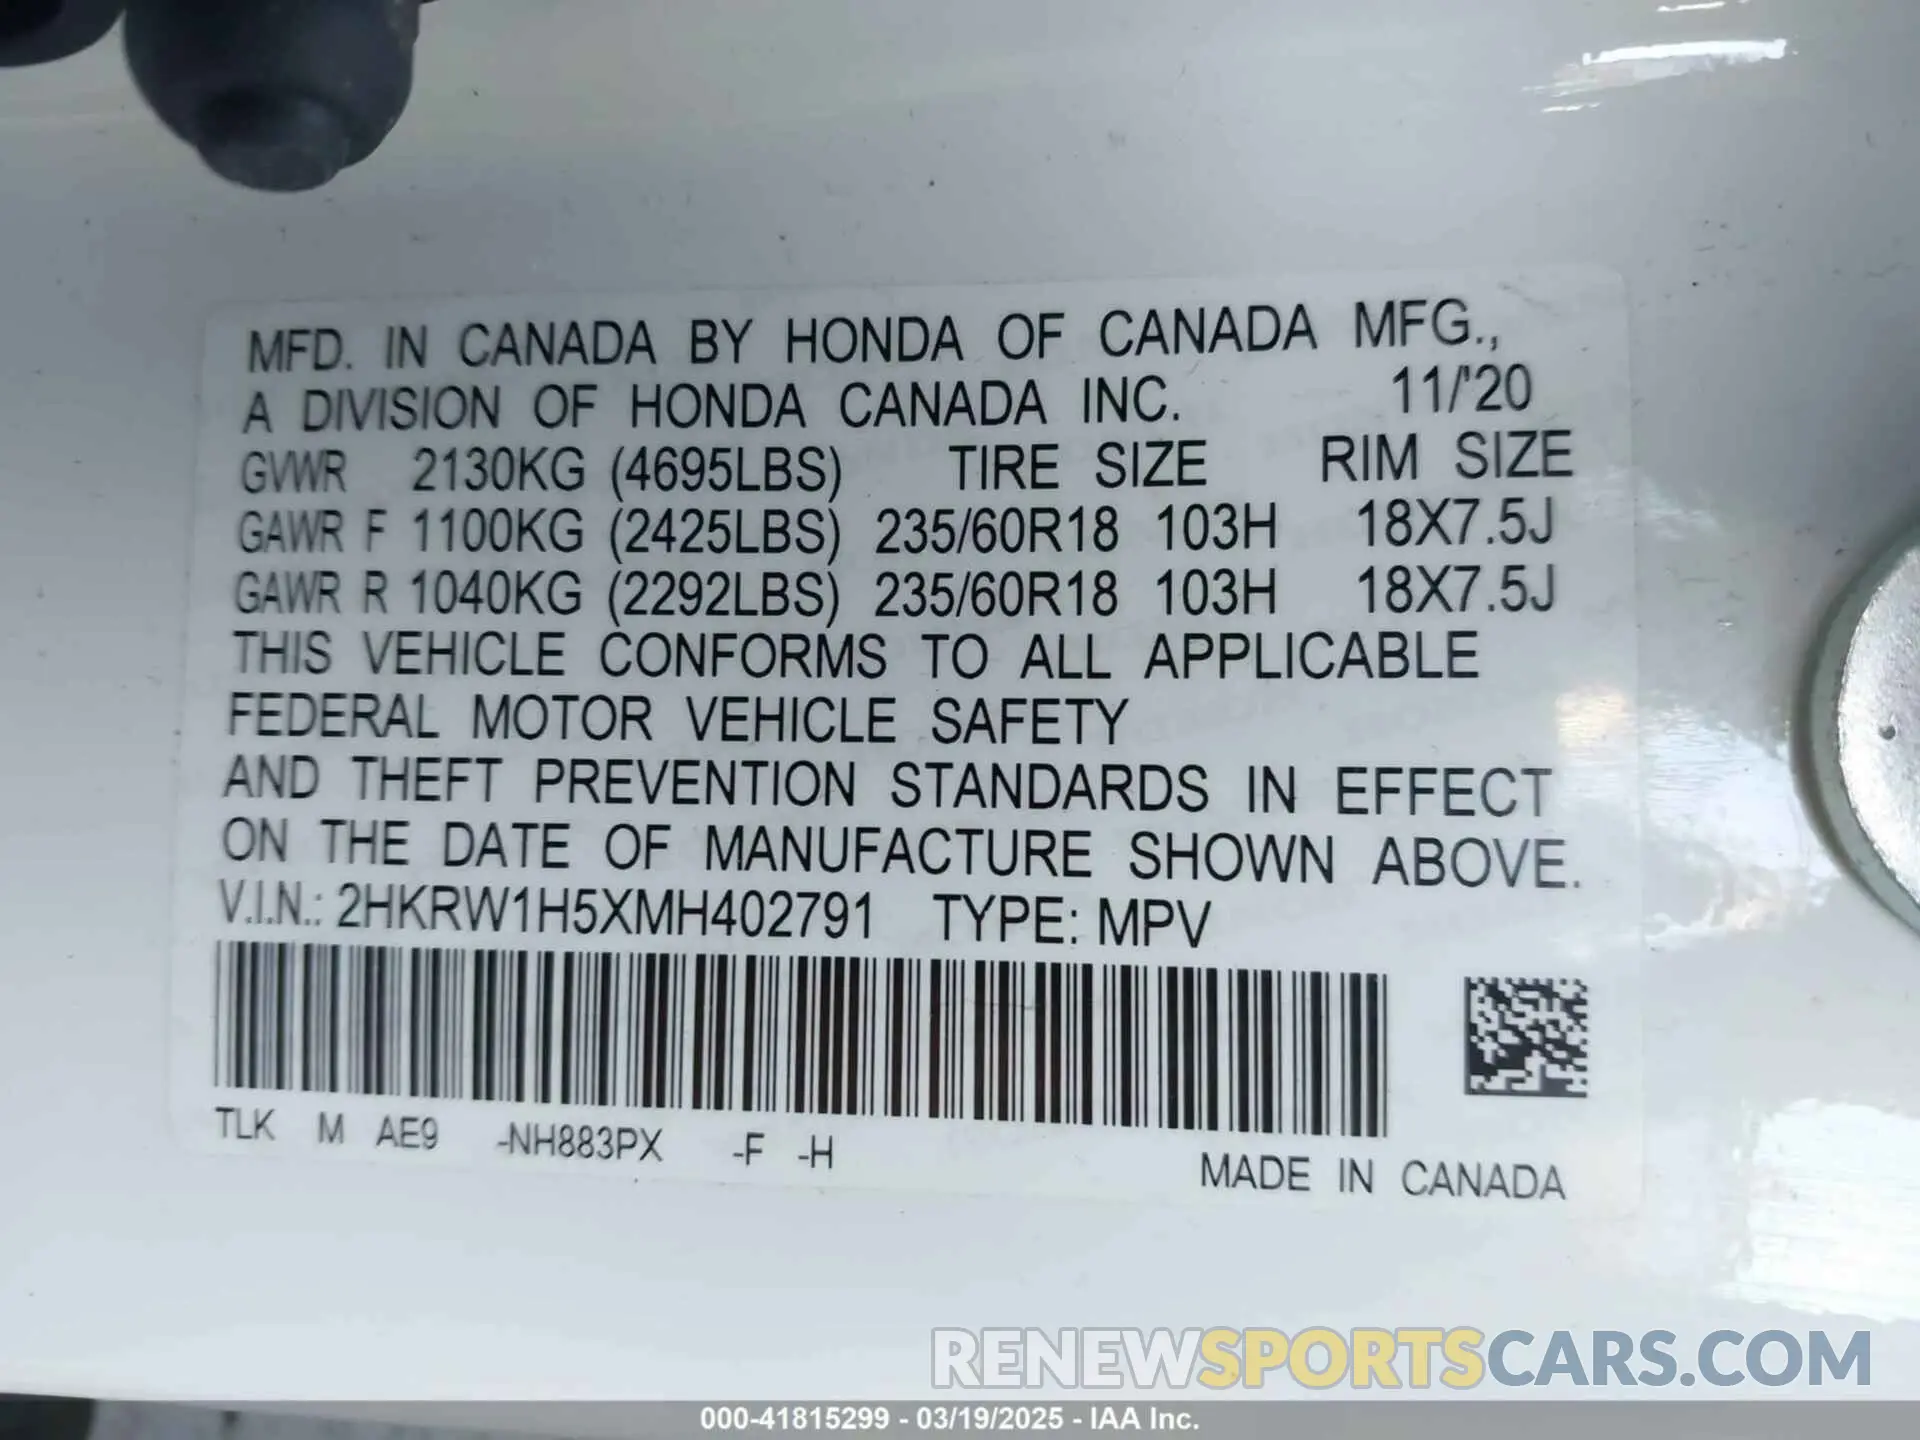 MFD. IN CANADA BY HONDA OF CANADA MFG.,
A DIVISION OF HONDA CANADA INC. 11/'20
GVWR 2130KG (4695LBS) TIRE SIZE RIM SIZE
GAWR F 1100KG (2425LBS) 235/60R18 103H 18X7.5J
GAWR R 1040KG (2292LBS) 235/60R18 103H 18X7.5J
THIS VEHICLE CONFORMS TO ALL APPLICABLE
FEDERAL MOTOR VEHICLE SAFETY
AND THEFT PREVENTION STANDARDS IN EFFECT
ON THE DATE OF MANUFACTURE SHOWN ABOVE.
V.I.N.: 2HKRW1H5XMH402791 TYPE: MPV
TLK M AE9 -NH883PX -F -H
MADE IN CANADA
RENEWSPORTSCARS.COM
000-41815299 - 03/19/2025 - IAA Inc.